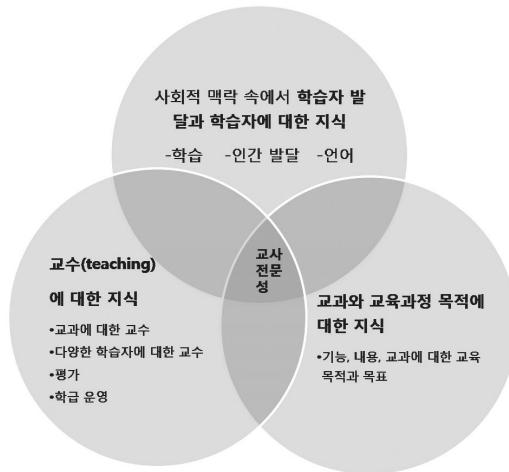 사회적 맥락 속에서 학습자 발
달과 학습자에 대한 지식
-학습 -인간 발달 -언어
교사
전문
성
교수(teaching)
에 대한 지식
•교과에 대한 교수
•다양한 학습자에 대한 교수
•평가
•학급 운영
교과와 교육과정 목적에
대한 지식
•기능, 내용, 교과에 대한 교육
목적과 목표